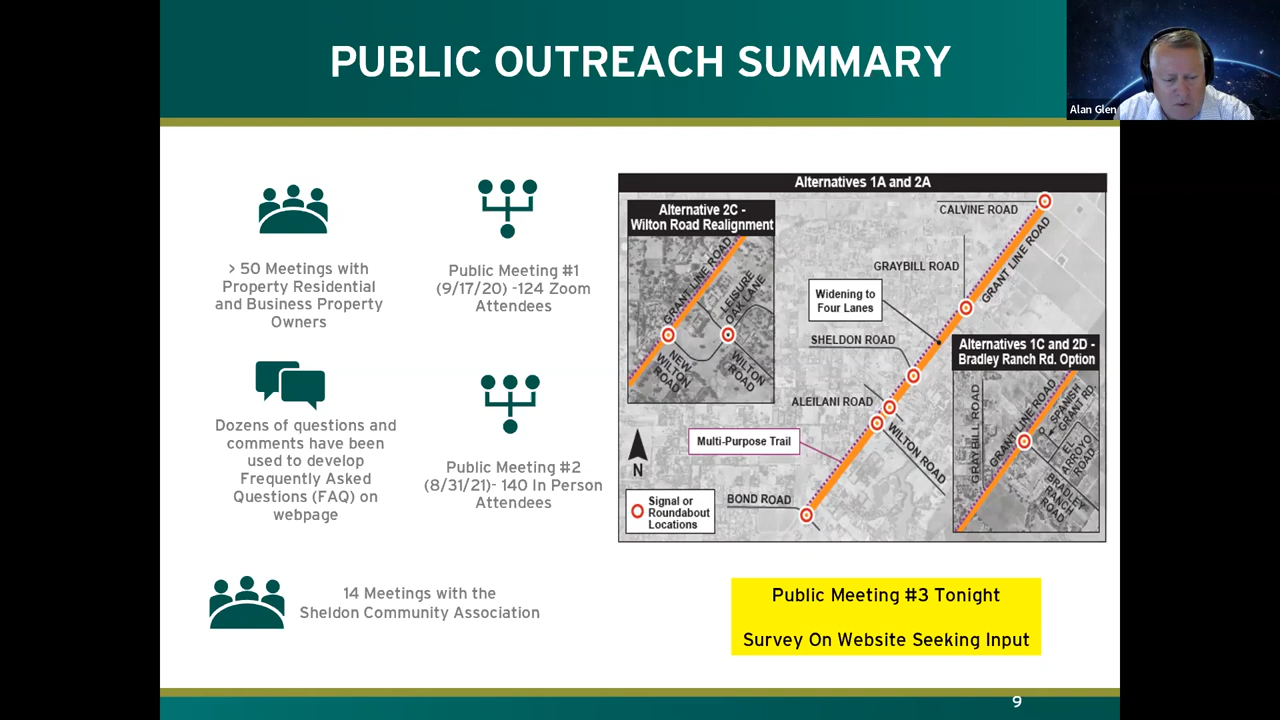 PUBLIC OUTREACH SUMMARY
Alan Glen
> 50 Meetings with
Property Residential
and Business Property
Owners
Public Meeting #1
(9/17/20) -124 Zoom
Attendees
Dozens of questions and
comments have been
used to develop
Frequently Asked
Questions (FAQ) on
webpage
Public Meeting #2
(8/31/21)- 140 In Person
Attendees
14 Meetings with the
Sheldon Community Association
Alternatives 1A and 2A
Alternative 2C -
Wilton Road Realignment
GRANT LINE ROAD
LEISURE
OAK LANE
NEW
WILTON
ROAD
WILTON
ROAD
CALVINE ROAD
GRAYBILL ROAD
GRANT LINE ROAD
Widening to
Four Lanes
SHELDON ROAD
ALEILANI ROAD
WILTON ROAD
Multi-Purpose Trail
BOND ROAD
N
Signal or
Roundabout
Locations
Alternatives 1C and 2D -
Bradley Ranch Rd. Option
GRAYBILL ROAD
GRANT LINE ROAD
SPANISH
GRANT RD.
EL
ARROYO
ROAD
BRADLEY
RANCH
ROAD
Public Meeting #3 Tonight
Survey On Website Seeking Input
9